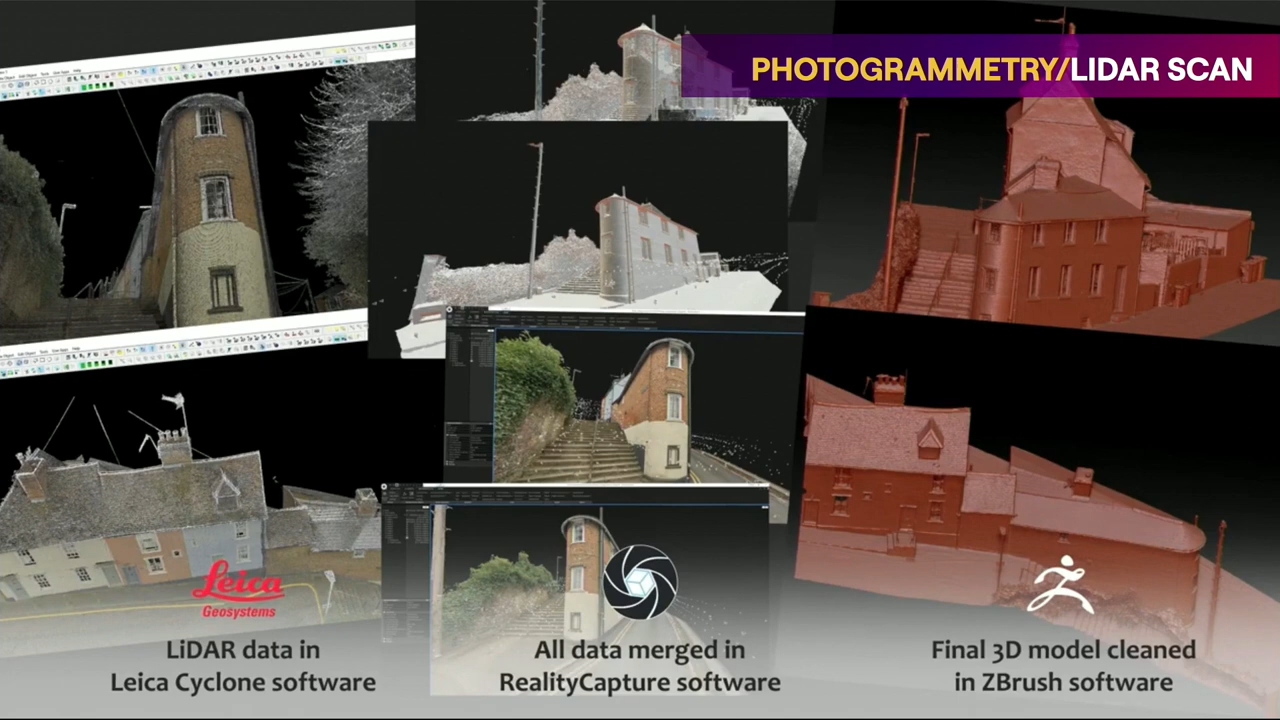 PHOTOGRAMMETRY/LIDAR SCAN
Leica
Geosystems
LiDAR data in
Leica Cyclone software
All data merged in
RealityCapture software
Final 3D model cleaned
in ZBrush software